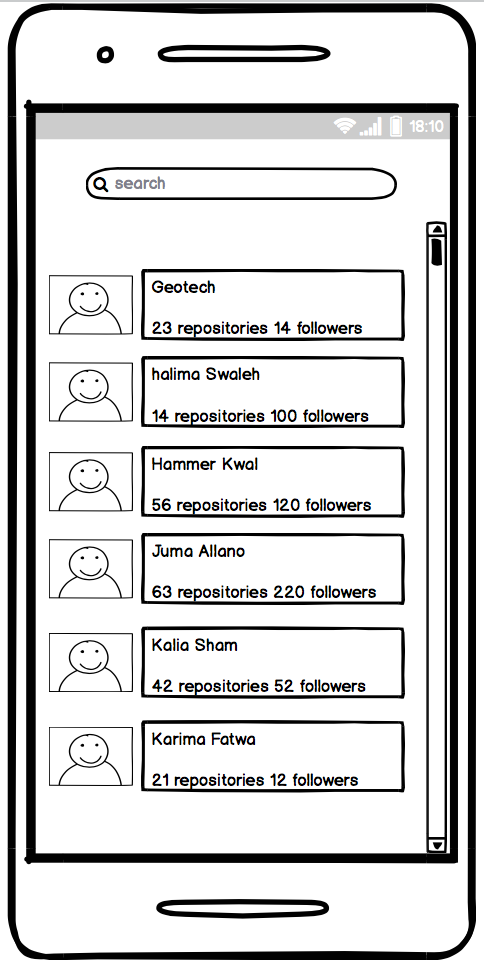 18:10
search
Geotech
23 repositories 14 followers
halima Swaleh
14 repositories 100 followers
Hammer Kwal
56 repositories 120 followers
Juma Allano
63 repositories 220 followers
Kalia Sham
42 repositories 52 followers
Karima Fatwa
21 repositories 12 followers